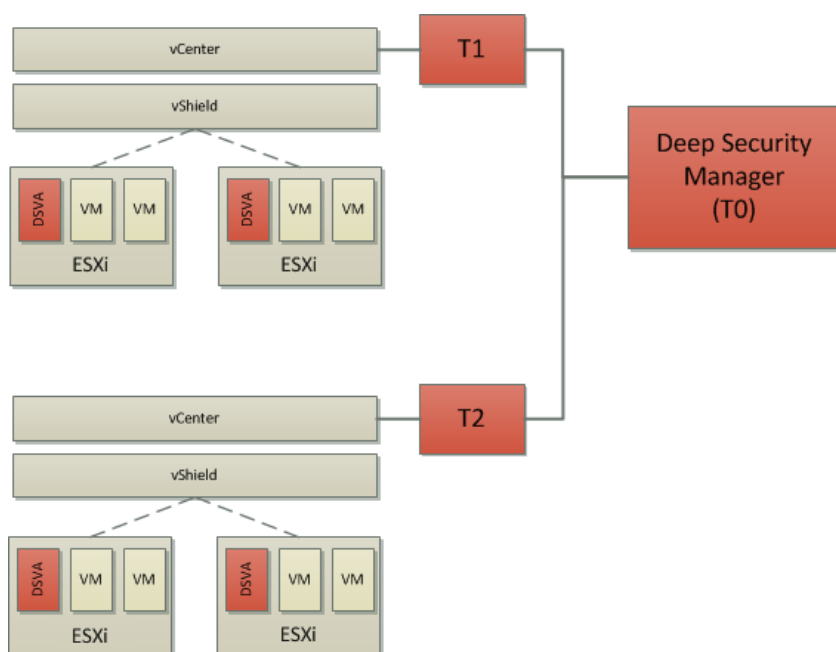 vCenter
T1
vShield
Deep Security
Manager
(T0)
DSVA VM VM
ESXi
DSVA VM VM
ESXi
vCenter
T2
vShield
DSVA VM VM
ESXi
DSVA VM VM
ESXi